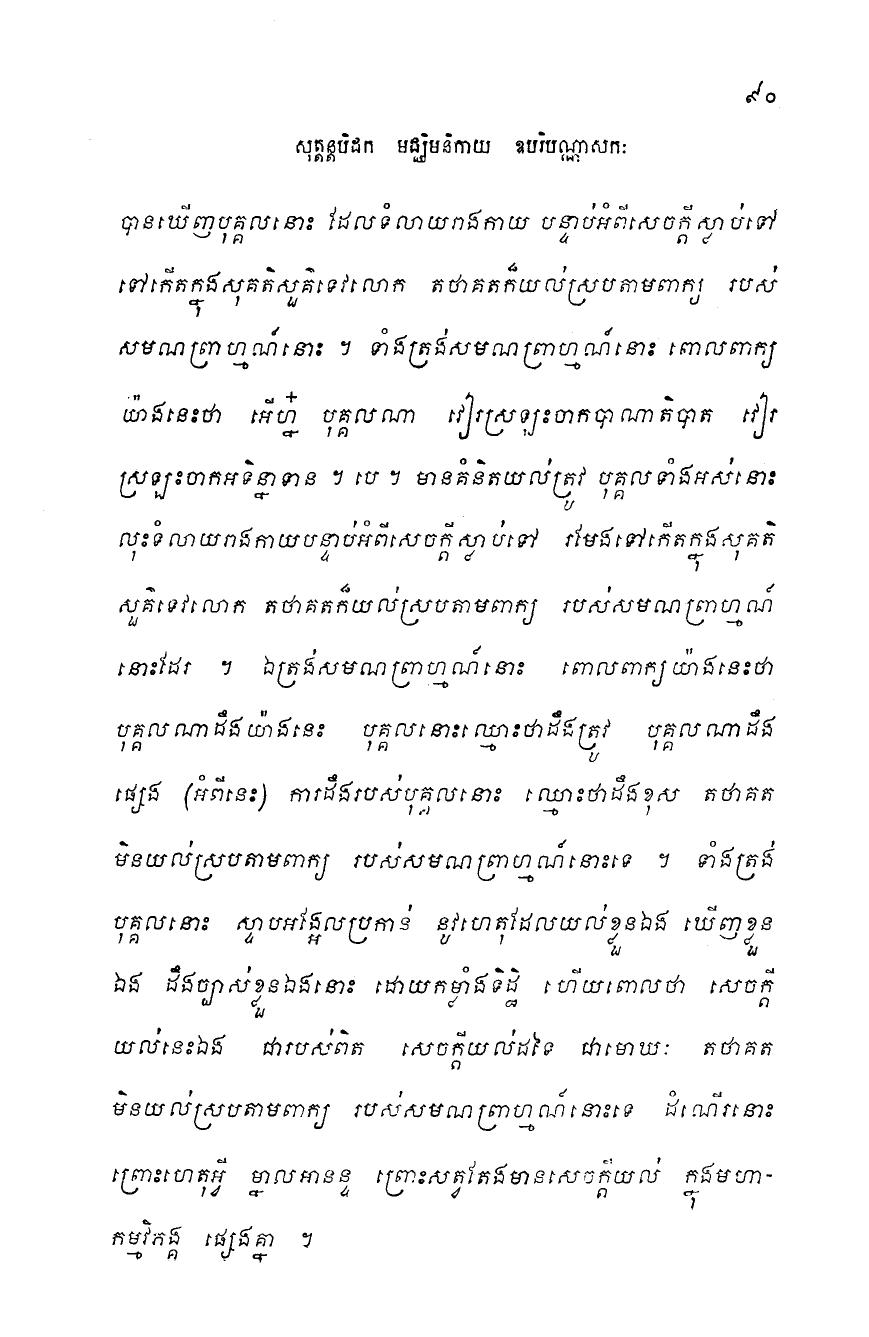 ៩០
សុត្តន្តបិដក មជ្ឈិមនិកាយ ឧបរិបណ្ណាសកៈ
បានឃើញបុគ្គលនោះ ដែលទំលាយរាងកាយ បន្ទាប់អំពីសេចក្តីស្លាប់ទៅ
ទៅកើតក្នុងសុគតិសួគ៌ទេវលោក តថាគតក៏យល់ស្របតាមពាក្យ របស់
សមណព្រាហ្មណ៍នោះ ។ ទាំងត្រង់សមណព្រាហ្មណ៍នោះ ពោលពាក្យ
យ៉ាងនេះថា អើហ្ន៎ បុគ្គលណា វៀរស្រឡះចាកបាណាតិបាត វៀរ
ស្រឡះចាកអទិន្នាទាន ។ បេ ។ មានគំនិតយល់ត្រូវ បុគ្គលទាំងអស់នោះ
លុះទំលាយរាងកាយបន្ទាប់អំពីសេចក្តីស្លាប់ទៅ រមែងទៅកើតក្នុងសុគតិ
សួគ៌ទេវលោក តថាគតក៏យល់ស្របតាមពាក្យ របស់សមណព្រាហ្មណ៍
នោះដែរ ។ ឯត្រង់សមណព្រាហ្មណ៍នោះ ពោលពាក្យយ៉ាងនេះថា
បុគ្គលណាដឹងយ៉ាងនេះ បុគ្គលនោះឈ្មោះថាដឹងត្រូវ បុគ្គលណាដឹង
ផ្សេង (អំពីនេះ) ការដឹងរបស់បុគ្គលនោះ ឈ្មោះថាដឹងខុស តថាគត
មិនយល់ស្របតាមពាក្យ របស់សមណព្រាហ្មណ៍នោះទេ ។ ទាំងត្រង់
បុគ្គលនោះ ស្ទាបអង្អែលប្រកាន់ នូវហេតុដែលយល់ខ្លួនឯង ឃើញខ្លួន
ឯង ដឹងច្បាស់ខ្លួនឯងនោះ ដោយកម្លាំងទិដ្ឋិ ហើយពោលថា សេចក្តី
យល់នេះឯង ជារបស់ពិត សេចក្តីយល់ដទៃ ជាមោឃៈ តថាគត
មិនយល់ស្របតាមពាក្យ របស់សមណព្រាហ្មណ៍នោះទេ ដំណើរនោះ
ព្រោះហេតុអ្វី ម្នាលអានន្ទ ព្រោះសត្វតែងមានសេចក្តីយល់ ក្នុងមហា-
កម្មវិភង្គ ផ្សេងគ្នា ។